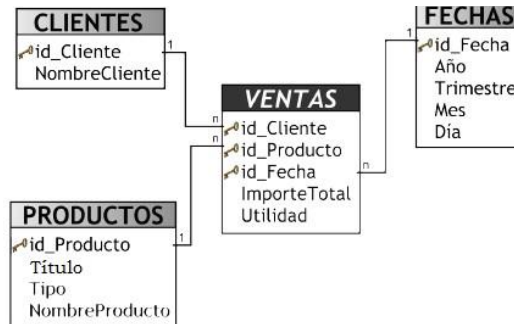 CLIENTES
id_Cliente
NombreCliente
1
FECHAS
1
id_Fecha
Año
Trimestre
Mes
Día
VENTAS
n
id_Cliente
n
id_Producto
id_Fecha
n
ImporteTotal
Utilidad
PRODUCTOS
id_Producto
1
Título
Tipo
NombreProducto